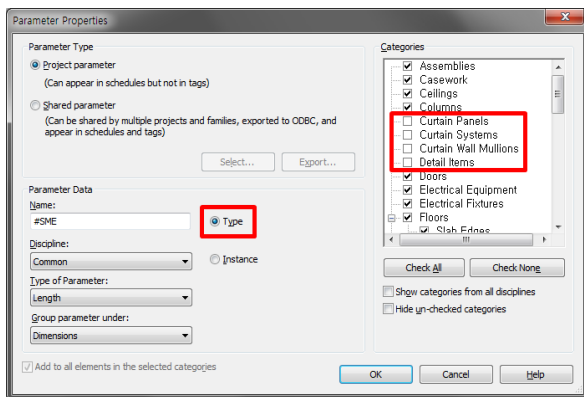 Parameter Properties
Parameter Type
Project parameter
(Can appear in schedules but not in tags)
Shared parameter
(Can be shared by multiple projects and families, exported to ODBC, and
appear in schedules and tags)
Select...
Export...
Parameter Data
Name:
#SME
Type
Discipline:
Common
Instance
Type of Parameter:
Length
Group parameter under:
Dimensions
Add to all elements in the selected categories
Categories
Assemblies
Casework
Ceilings
Columns
Curtain Panels
Curtain Systems
Curtain Wall Mullions
Detail Items
Doors
Electrical Equipment
Electrical Fixtures
Floors
Slab Edges
Check All
Check None
Show categories from all disciplines
Hide un-checked categories
OK
Cancel
Help